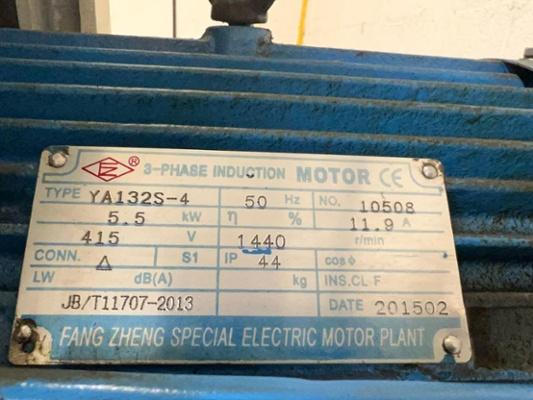 ® 3-PHASE INDUCTION MOTOR CE
TYPE YA132S-4 50 Hz NO. 10508
5.5 kW η % 11.9 A
415 V 1440 r/min
CONN. △ S1 IP 44 cos ϕ
LW dB(A) kg INS.CL F
JB/T11707-2013 DATE 201502
FANG ZHENG SPECIAL ELECTRIC MOTOR PLANT